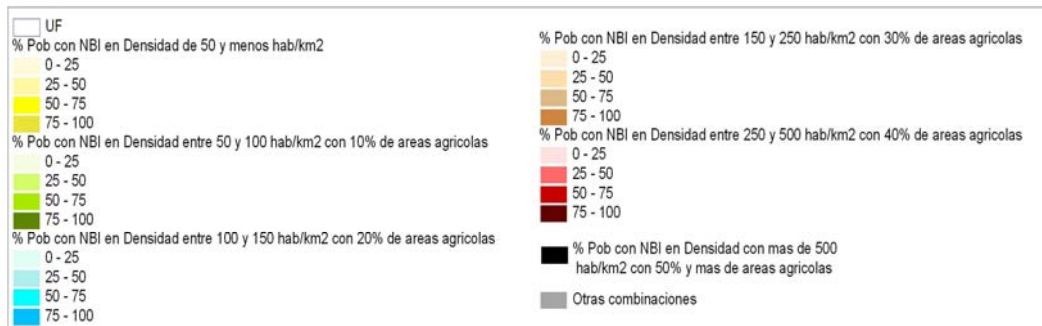 UF
% Pob con NBI en Densidad de 50 y menos hab/km2
0 - 25
25 - 50
50 - 75
75 - 100
% Pob con NBI en Densidad entre 50 y 100 hab/km2 con 10% de areas agricolas
0 - 25
25 - 50
50 - 75
75 - 100
% Pob con NBI en Densidad entre 100 y 150 hab/km2 con 20% de areas agricolas
0 - 25
25 - 50
50 - 75
75 - 100
% Pob con NBI en Densidad entre 150 y 250 hab/km2 con 30% de areas agricolas
0 - 25
25 - 50
50 - 75
75 - 100
% Pob con NBI en Densidad entre 250 y 500 hab/km2 con 40% de areas agricolas
0 - 25
25 - 50
50 - 75
75 - 100
% Pob con NBI en Densidad con mas de 500
hab/km2 con 50% y mas de areas agricolas
Otras combinaciones